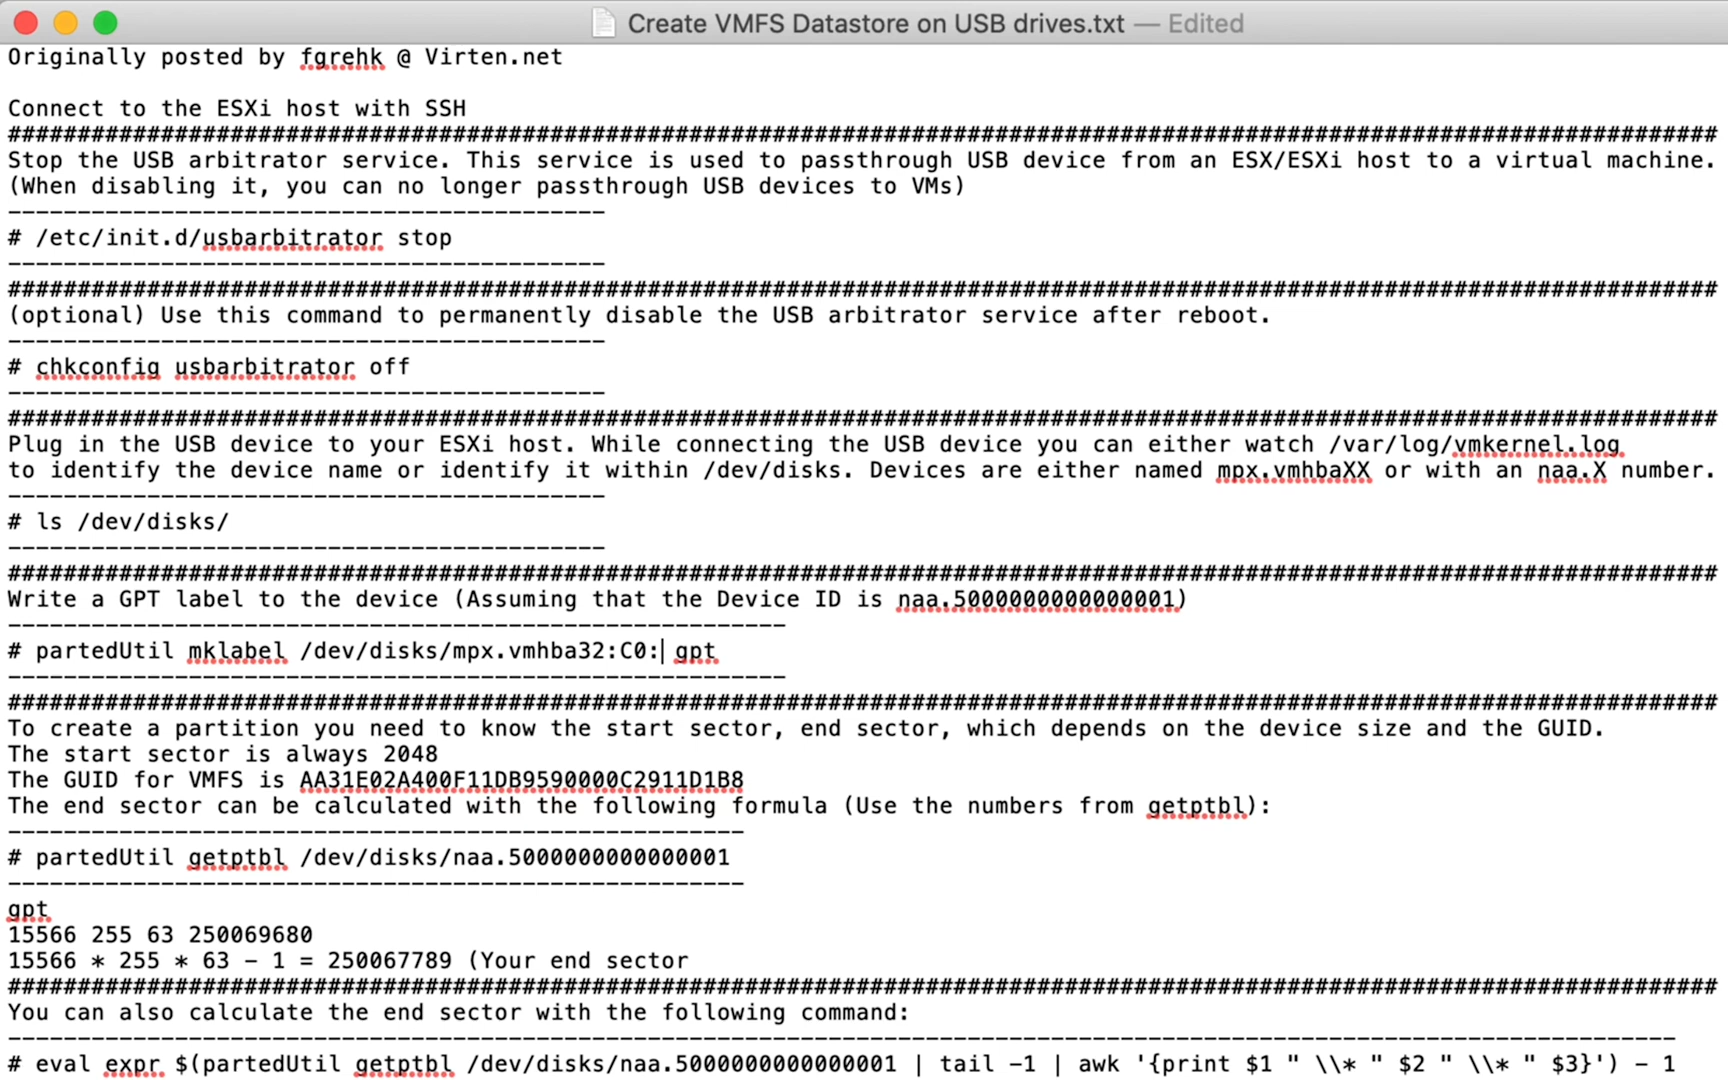 Create VMFS Datastore on USB drives.txt — Edited
Originally posted by fgrehk @ Virten.net
Connect to the ESXi host with SSH
###########################################################################################################################
Stop the USB arbitrator service. This service is used to passthrough USB device from an ESX/ESXi host to a virtual machine.
(When disabling it, you can no longer passthrough USB devices to VMs)
-------------------------------------------
# /etc/init.d/usbarbitrator stop
-------------------------------------------
###########################################################################################################################
(optional) Use this command to permanently disable the USB arbitrator service after reboot.
-------------------------------------------
# chkconfig usbarbitrator off
-------------------------------------------
###########################################################################################################################
Plug in the USB device to your ESXi host. While connecting the USB device you can either watch /var/log/vmkernel.log
to identify the device name or identify it within /dev/disks. Devices are either named mpx.vmhbaXX or with an naa.X number.
-------------------------------------------
# ls /dev/disks/
-------------------------------------------
###########################################################################################################################
Write a GPT label to the device (Assuming that the Device ID is naa.5000000000000001)
--------------------------------------------------------
# partedUtil mklabel /dev/disks/mpx.vmhba32:C0: gpt
--------------------------------------------------------
###########################################################################################################################
To create a partition you need to know the start sector, end sector, which depends on the device size and the GUID.
The start sector is always 2048
The GUID for VMFS is AA31E02A400F11DB9590000C2911D1B8
The end sector can be calculated with the following formula (Use the numbers from getptbl):
-----------------------------------------------------
# partedUtil getptbl /dev/disks/naa.5000000000000001
-----------------------------------------------------
gpt
15566 255 63 250069680
15566 * 255 * 63 - 1 = 250067789 (Your end sector
###########################################################################################################################
You can also calculate the end sector with the following command:
------------------------------------------------------------------------------------------------------------------------
# eval expr $(partedUtil getptbl /dev/disks/naa.5000000000000001 | tail -1 | awk '{print $1 " \\* " $2 " \\* " $3}') - 1